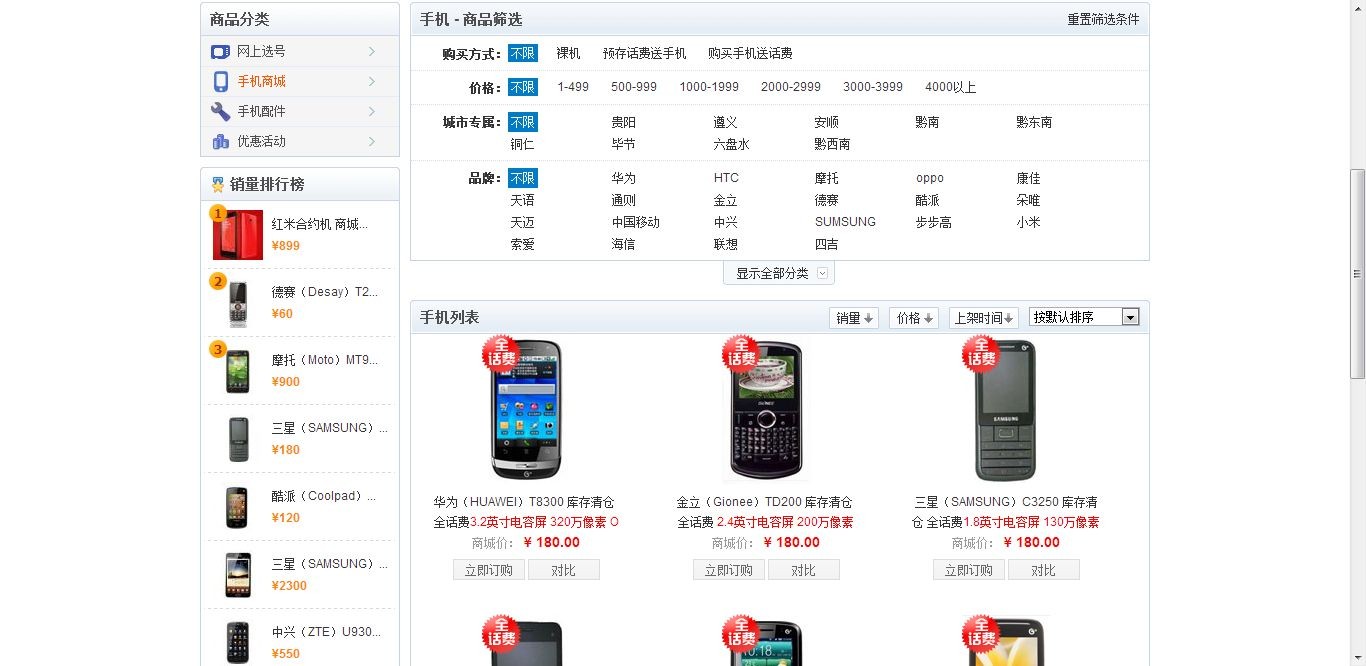 商品分类
网上选号
手机商城
手机配件
优惠活动
销量排行榜
1
红米合约机 商城...
¥899
2
德赛（Desay）T2...
¥60
3
摩托（Moto）MT9...
¥900
三星（SAMSUNG）...
¥180
酷派（Coolpad）...
¥120
三星（SAMSUNG）...
¥2300
中兴（ZTE）U930...
¥550
手机 - 商品筛选 重置筛选条件
购买方式： 不限 裸机 预存话费送手机 购买手机送话费
价格： 不限 1-499 500-999 1000-1999 2000-2999 3000-3999 4000以上
城市专属： 不限 贵阳 遵义 安顺 黔南 黔东南
铜仁 毕节 六盘水 黔西南
品牌： 不限 华为 HTC 摩托 oppo 康佳
天语 通则 金立 德赛 酷派 朵唯
天迈 中国移动 中兴 SUMSUNG 步步高 小米
索爱 海信 联想 四吉
显示全部分类
手机列表 销量 价格 上架时间 按默认排序
全话费 全话费 全话费
SAMSUNG
华为（HUAWEI）T8300 库存清仓
全话费3.2英寸电容屏 320万像素 O
商城价： ¥ 180.00
立即订购 对比
金立（Gionee）TD200 库存清仓
全话费 2.4英寸电容屏 200万像素
商城价： ¥ 180.00
立即订购 对比
三星（SAMSUNG）C3250 库存清
仓 全话费1.8英寸电容屏 130万像素
商城价： ¥ 180.00
立即订购 对比
全话费 全话费 全话费
10:18